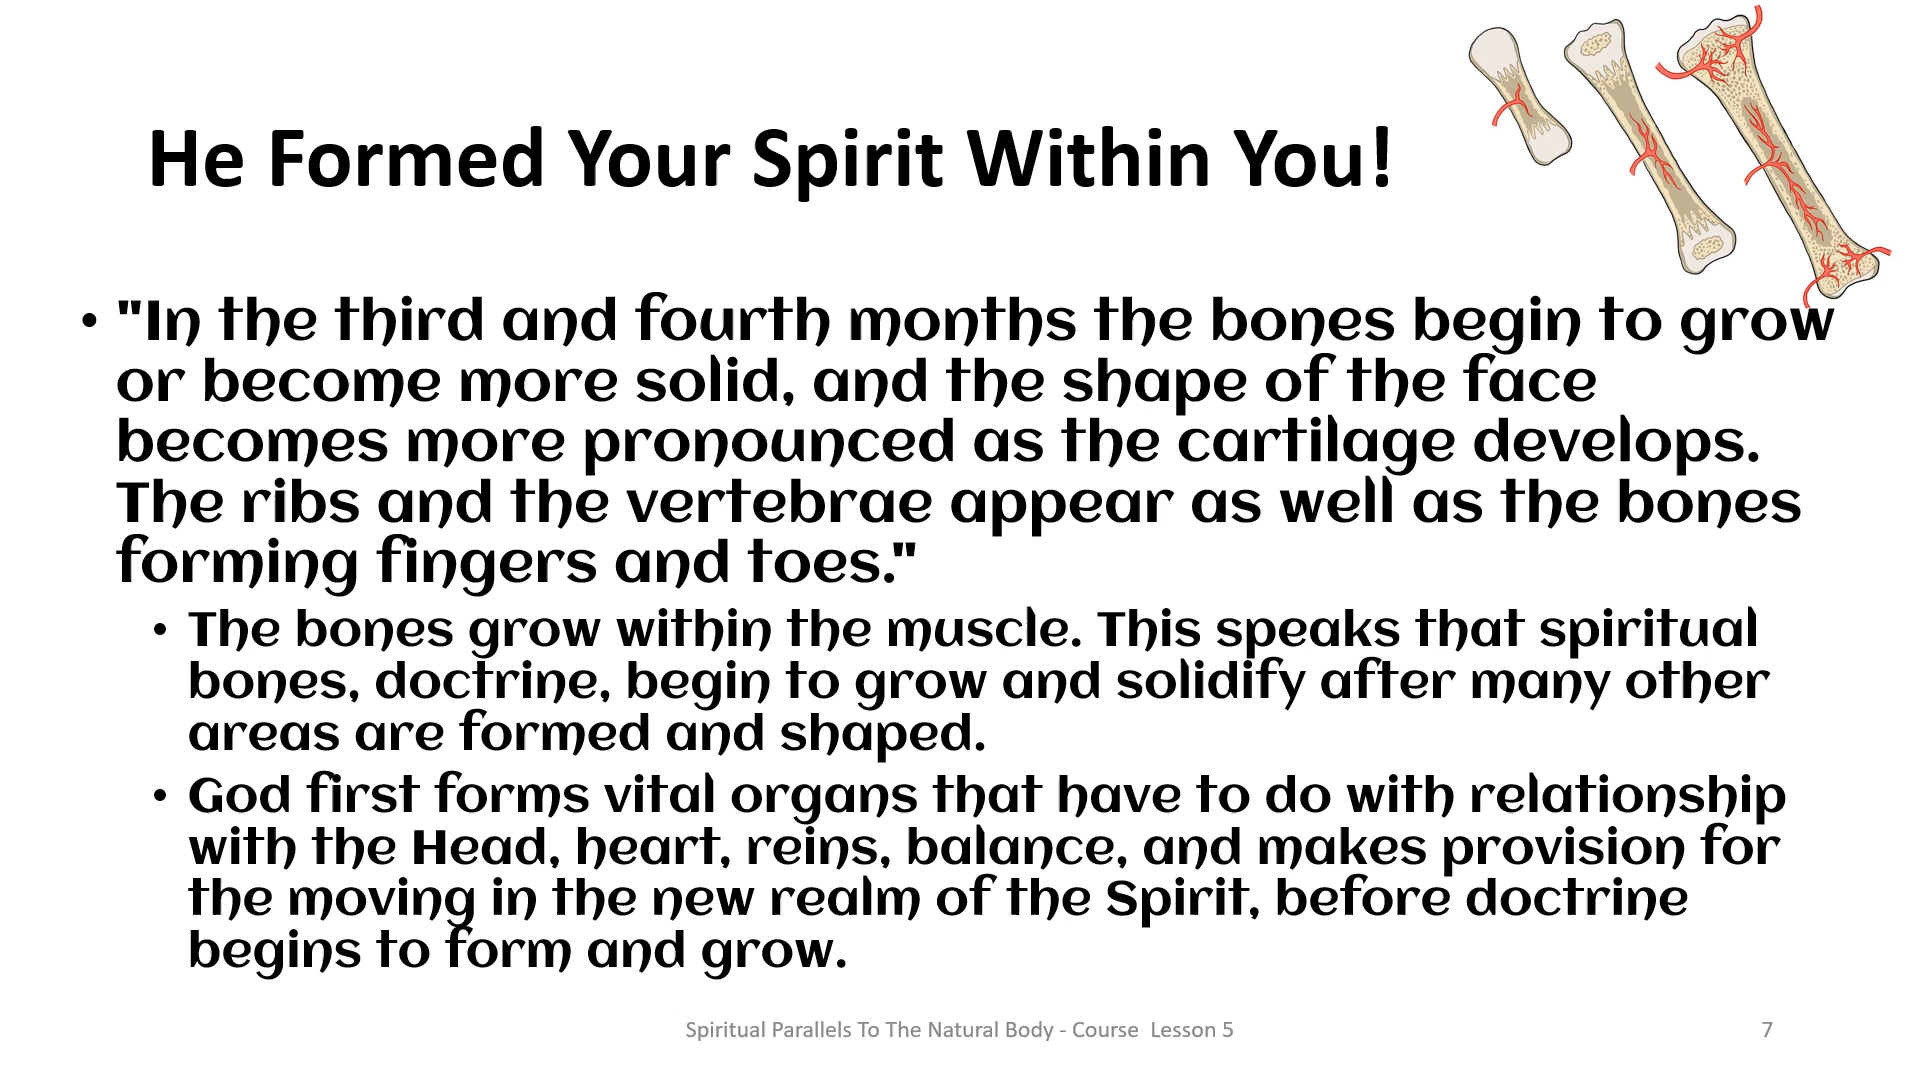 He Formed Your Spirit Within You!
• "In the third and fourth months the bones begin to grow
or become more solid, and the shape of the face
becomes more pronounced as the cartilage develops.
The ribs and the vertebrae appear as well as the bones
forming fingers and toes."
• The bones grow within the muscle. This speaks that spiritual
bones, doctrine, begin to grow and solidify after many other
areas are formed and shaped.
• God first forms vital organs that have to do with relationship
with the Head, heart, reins, balance, and makes provision for
the moving in the new realm of the Spirit, before doctrine
begins to form and grow.
Spiritual Parallels To The Natural Body - Course  Lesson 5
7